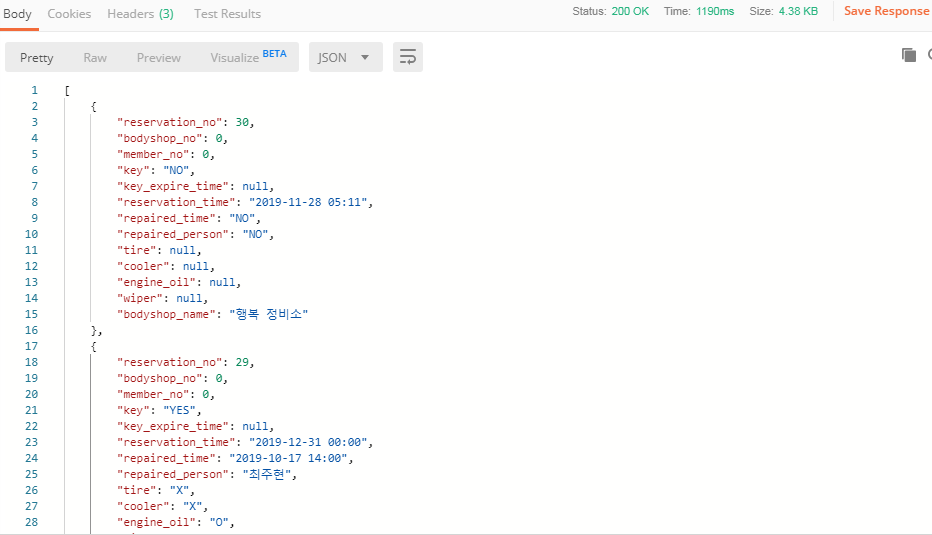 Body Cookies Headers (3) Test Results Status: 200 OK Time: 1190ms Size: 4.38 KB Save Response
Pretty Raw Preview Visualize BETA JSON
1 [
2 {
3 "reservation_no": 30,
4 "bodyshop_no": 0,
5 "member_no": 0,
6 "key": "NO",
7 "key_expire_time": null,
8 "reservation_time": "2019-11-28 05:11",
9 "repaired_time": "NO",
10 "repaired_person": "NO",
11 "tire": null,
12 "cooler": null,
13 "engine_oil": null,
14 "wiper": null,
15 "bodyshop_name": "행복 정비소"
16 },
17 {
18 "reservation_no": 29,
19 "bodyshop_no": 0,
20 "member_no": 0,
21 "key": "YES",
22 "key_expire_time": null,
23 "reservation_time": "2019-12-31 00:00",
24 "repaired_time": "2019-10-17 14:00",
25 "repaired_person": "최주현",
26 "tire": "X",
27 "cooler": "X",
28 "engine_oil": "O",